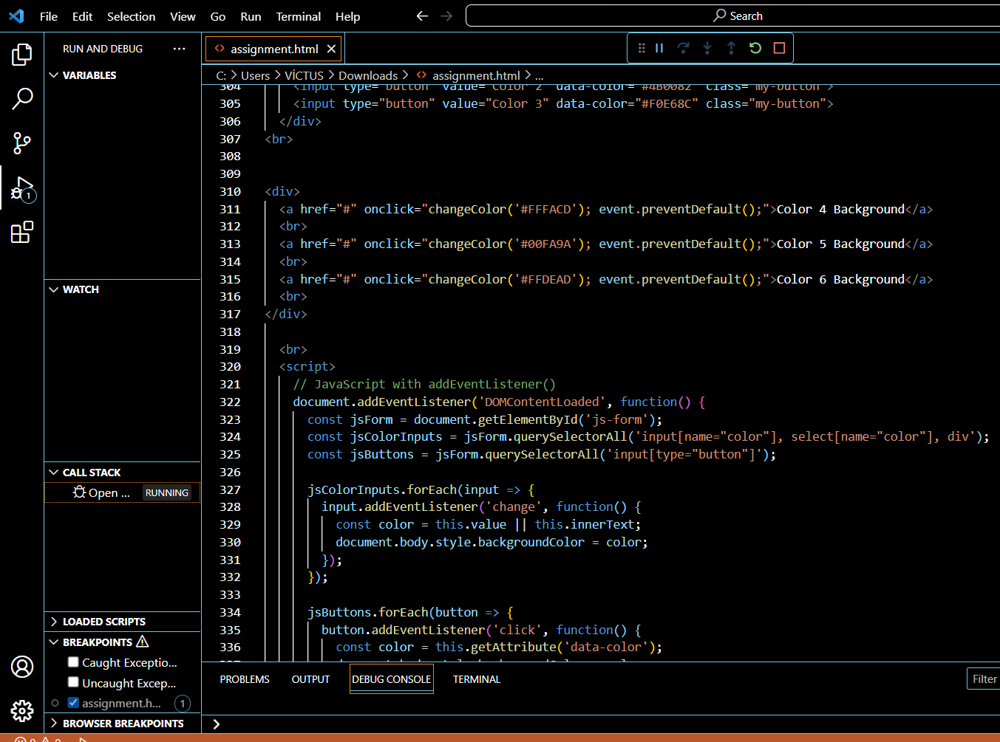 File Edit Selection View Go Run Terminal Help
Search
RUN AND DEBUG ···
assignment.html
VARIABLES
C: > Users > VİCTUS > Downloads > assignment.html > ...
304 <input type="button" value="Color 2" data-color="#4B0082" class="my-button">
305 <input type="button" value="Color 3" data-color="#F0E68C" class="my-button">
306 </div>
307 <br>
308
309
310 <div>
311 <a href="#" onclick="changeColor('#FFFACD'); event.preventDefault();">Color 4 Background</a>
312 <br>
313 <a href="#" onclick="changeColor('#00FA9A'); event.preventDefault();">Color 5 Background</a>
314 <br>
315 <a href="#" onclick="changeColor('#FFDEAD'); event.preventDefault();">Color 6 Background</a>
316 <br>
317 </div>
318
319 <br>
320 <script>
321 // JavaScript with addEventListener()
322 document.addEventListener('DOMContentLoaded', function() {
323 const jsForm = document.getElementById('js-form');
324 const jsColorInputs = jsForm.querySelectorAll('input[name="color"], select[name="color"], div');
325 const jsButtons = jsForm.querySelectorAll('input[type="button"]');
326
327 jsColorInputs.forEach(input => {
328 input.addEventListener('change', function() {
329 const color = this.value || this.innerText;
330 document.body.style.backgroundColor = color;
331 });
332 });
333
334 jsButtons.forEach(button => {
335 button.addEventListener('click', function() {
336 const color = this.getAttribute('data-color');
1
WATCH
CALL STACK
Open ... RUNNING
LOADED SCRIPTS
BREAKPOINTS
Caught Exceptio...
Uncaught Excep...
assignment.h... 1
BROWSER BREAKPOINTS
PROBLEMS OUTPUT DEBUG CONSOLE TERMINAL
Filter
>